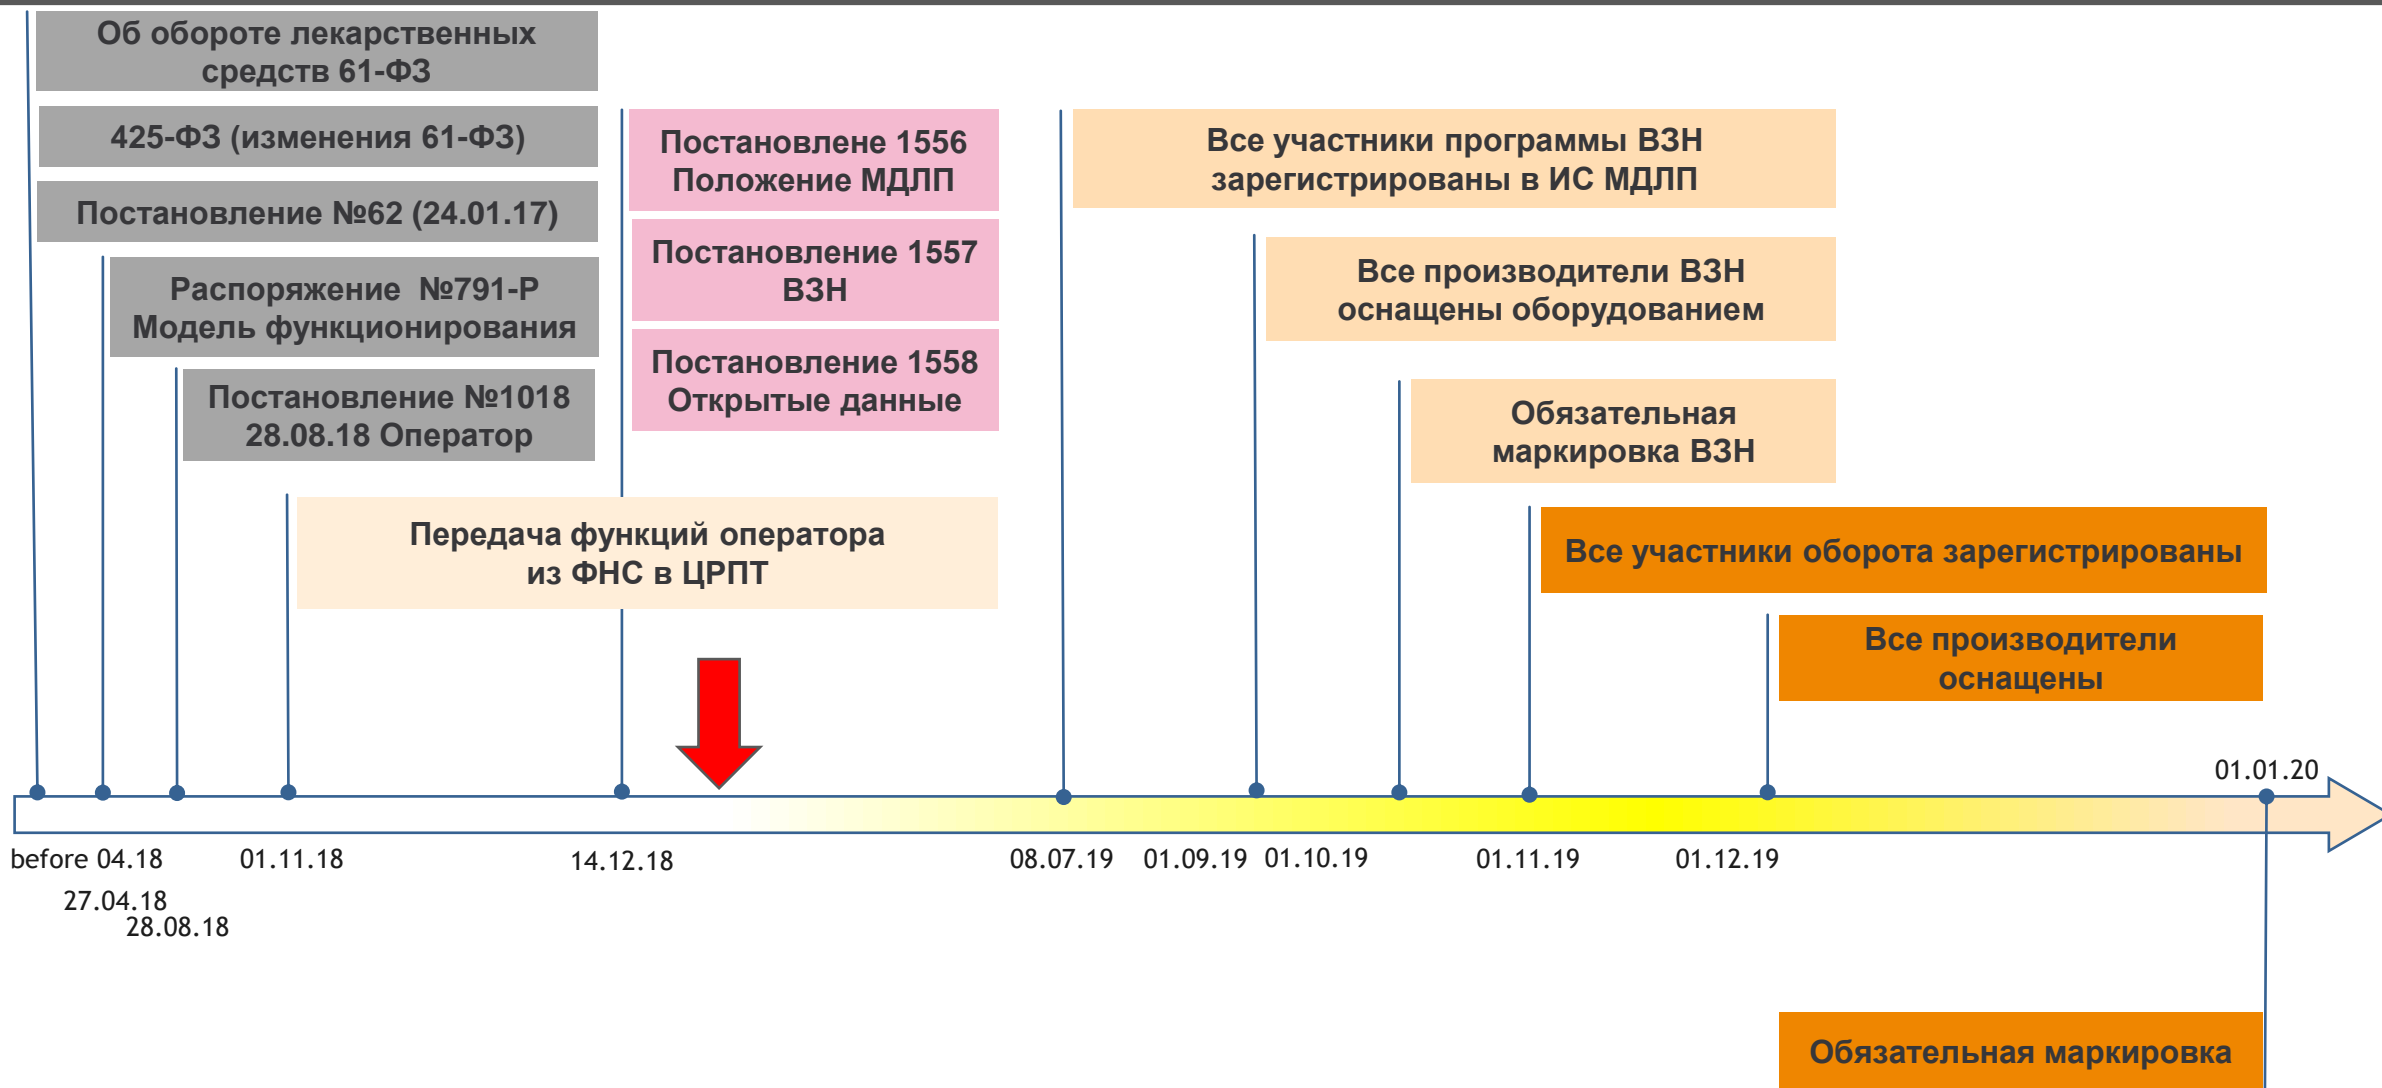 Об обороте лекарственных
средств 61-ФЗ
425-ФЗ (изменения 61-ФЗ)
Постановление №62 (24.01.17)
Распоряжение №791-Р
Модель функционирования
Постановление №1018
28.08.18 Оператор
Постановлене 1556
Положение МДЛП
Постановление 1557
ВЗН
Постановление 1558
Открытые данные
Передача функций оператора
из ФНС в ЦРПТ
Все участники программы ВЗН
зарегистрированы в ИС МДЛП
Все производители ВЗН
оснащены оборудованием
Обязательная
маркировка ВЗН
Все участники оборота зарегистрированы
Все производители
оснащены
01.01.20
before 04.18
01.11.18
14.12.18
08.07.19
01.09.19
01.10.19
01.11.19
01.12.19
27.04.18
28.08.18
Обязательная маркировка